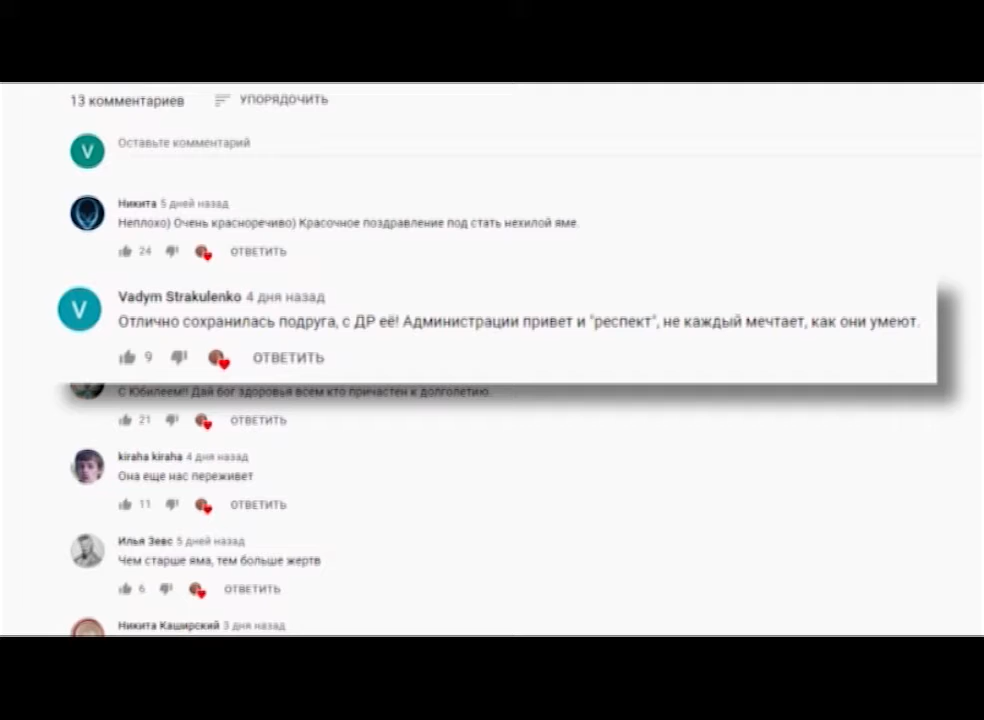 13 комментариев УПОРЯДОЧИТЬ
V Оставьте комментарий
Никита 5 дней назад
Неплохо) Очень красноречиво) Красочное поздравление под стать нехилой яме.
24 ОТВЕТИТЬ
V Vadym Strakulenko 4 дня назад
Отлично сохранилась подруга, с ДР её! Администрации привет и "респект", не каждый мечтает, как они умеют.
9 ОТВЕТИТЬ
С Юбилеем!! Дай бог здоровья всем кто причастен к долголетию.
21 ОТВЕТИТЬ
kiraha kiraha 4 дня назад
Она еще нас переживет
11 ОТВЕТИТЬ
Илья Зевс 5 дней назад
Чем старше яма, тем больше жертв
6 ОТВЕТИТЬ
Никита Каширский 3 дня назад